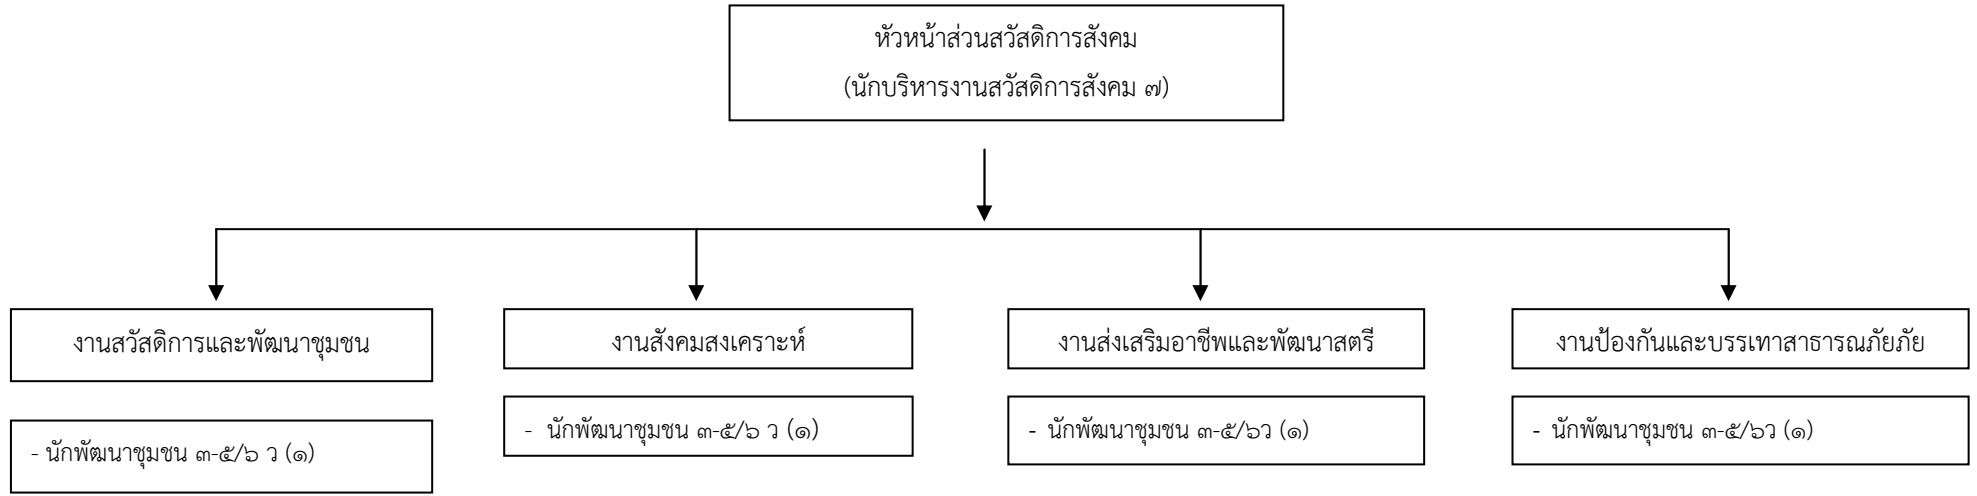 หัวหน้าส่วนสวัสดิการสังคม
(นักบริหารงานสวัสดิการสังคม ๗)
งานสวัสดิการและพัฒนาชุมชน
งานสังคมสงเคราะห์
งานส่งเสริมอาชีพและพัฒนาสตรี
งานป้องกันและบรรเทาสาธารณภัยภัย
- นักพัฒนาชุมชน ๓-๕/๖ ว (๑)
- นักพัฒนาชุมชน ๓-๕/๖ ว (๑)
- นักพัฒนาชุมชน ๓-๕/๖ว (๑)
- นักพัฒนาชุมชน ๓-๕/๖ว (๑)